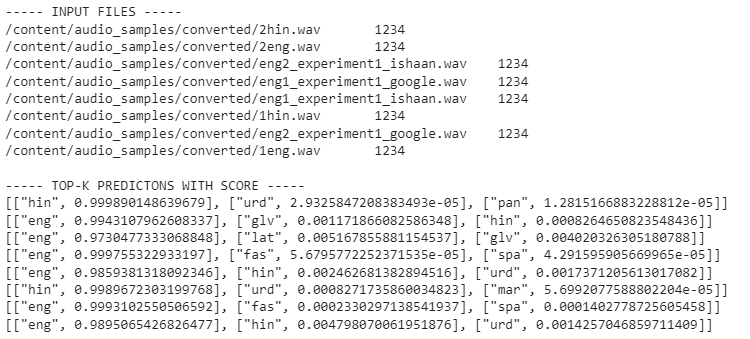 ----- INPUT FILES -----
/content/audio_samples/converted/2hin.wav 1234
/content/audio_samples/converted/2eng.wav 1234
/content/audio_samples/converted/eng2_experiment1_ishaan.wav 1234
/content/audio_samples/converted/eng1_experiment1_google.wav 1234
/content/audio_samples/converted/eng1_experiment1_ishaan.wav 1234
/content/audio_samples/converted/1hin.wav 1234
/content/audio_samples/converted/eng2_experiment1_google.wav 1234
/content/audio_samples/converted/1eng.wav 1234
----- TOP-K PREDICTONS WITH SCORE -----
[["hin", 0.999890148639679], ["urd", 2.9325847208383493e-05], ["pan", 1.2815166883228812e-05]]
[["eng", 0.9943107962608337], ["glv", 0.001171866082586348], ["hin", 0.0008264650823548436]]
[["eng", 0.9730477333068848], ["lat", 0.005167855881154537], ["glv", 0.004020326305180788]]
[["eng", 0.999755322933197], ["fas", 5.6795772252371535e-05], ["spa", 4.291595905669965e-05]]
[["eng", 0.9859381318092346], ["hin", 0.002462681382894516], ["urd", 0.0017371205613017082]]
[["hin", 0.9989672303199768], ["urd", 0.0008271735860034823], ["mar", 5.6992077588802204e-05]]
[["eng", 0.9993102550506592], ["fas", 0.0002330297138541937], ["spa", 0.0001402778725605458]]
[["eng", 0.9895065426826477], ["hin", 0.004798070061951876], ["urd", 0.0014257046859711409]]